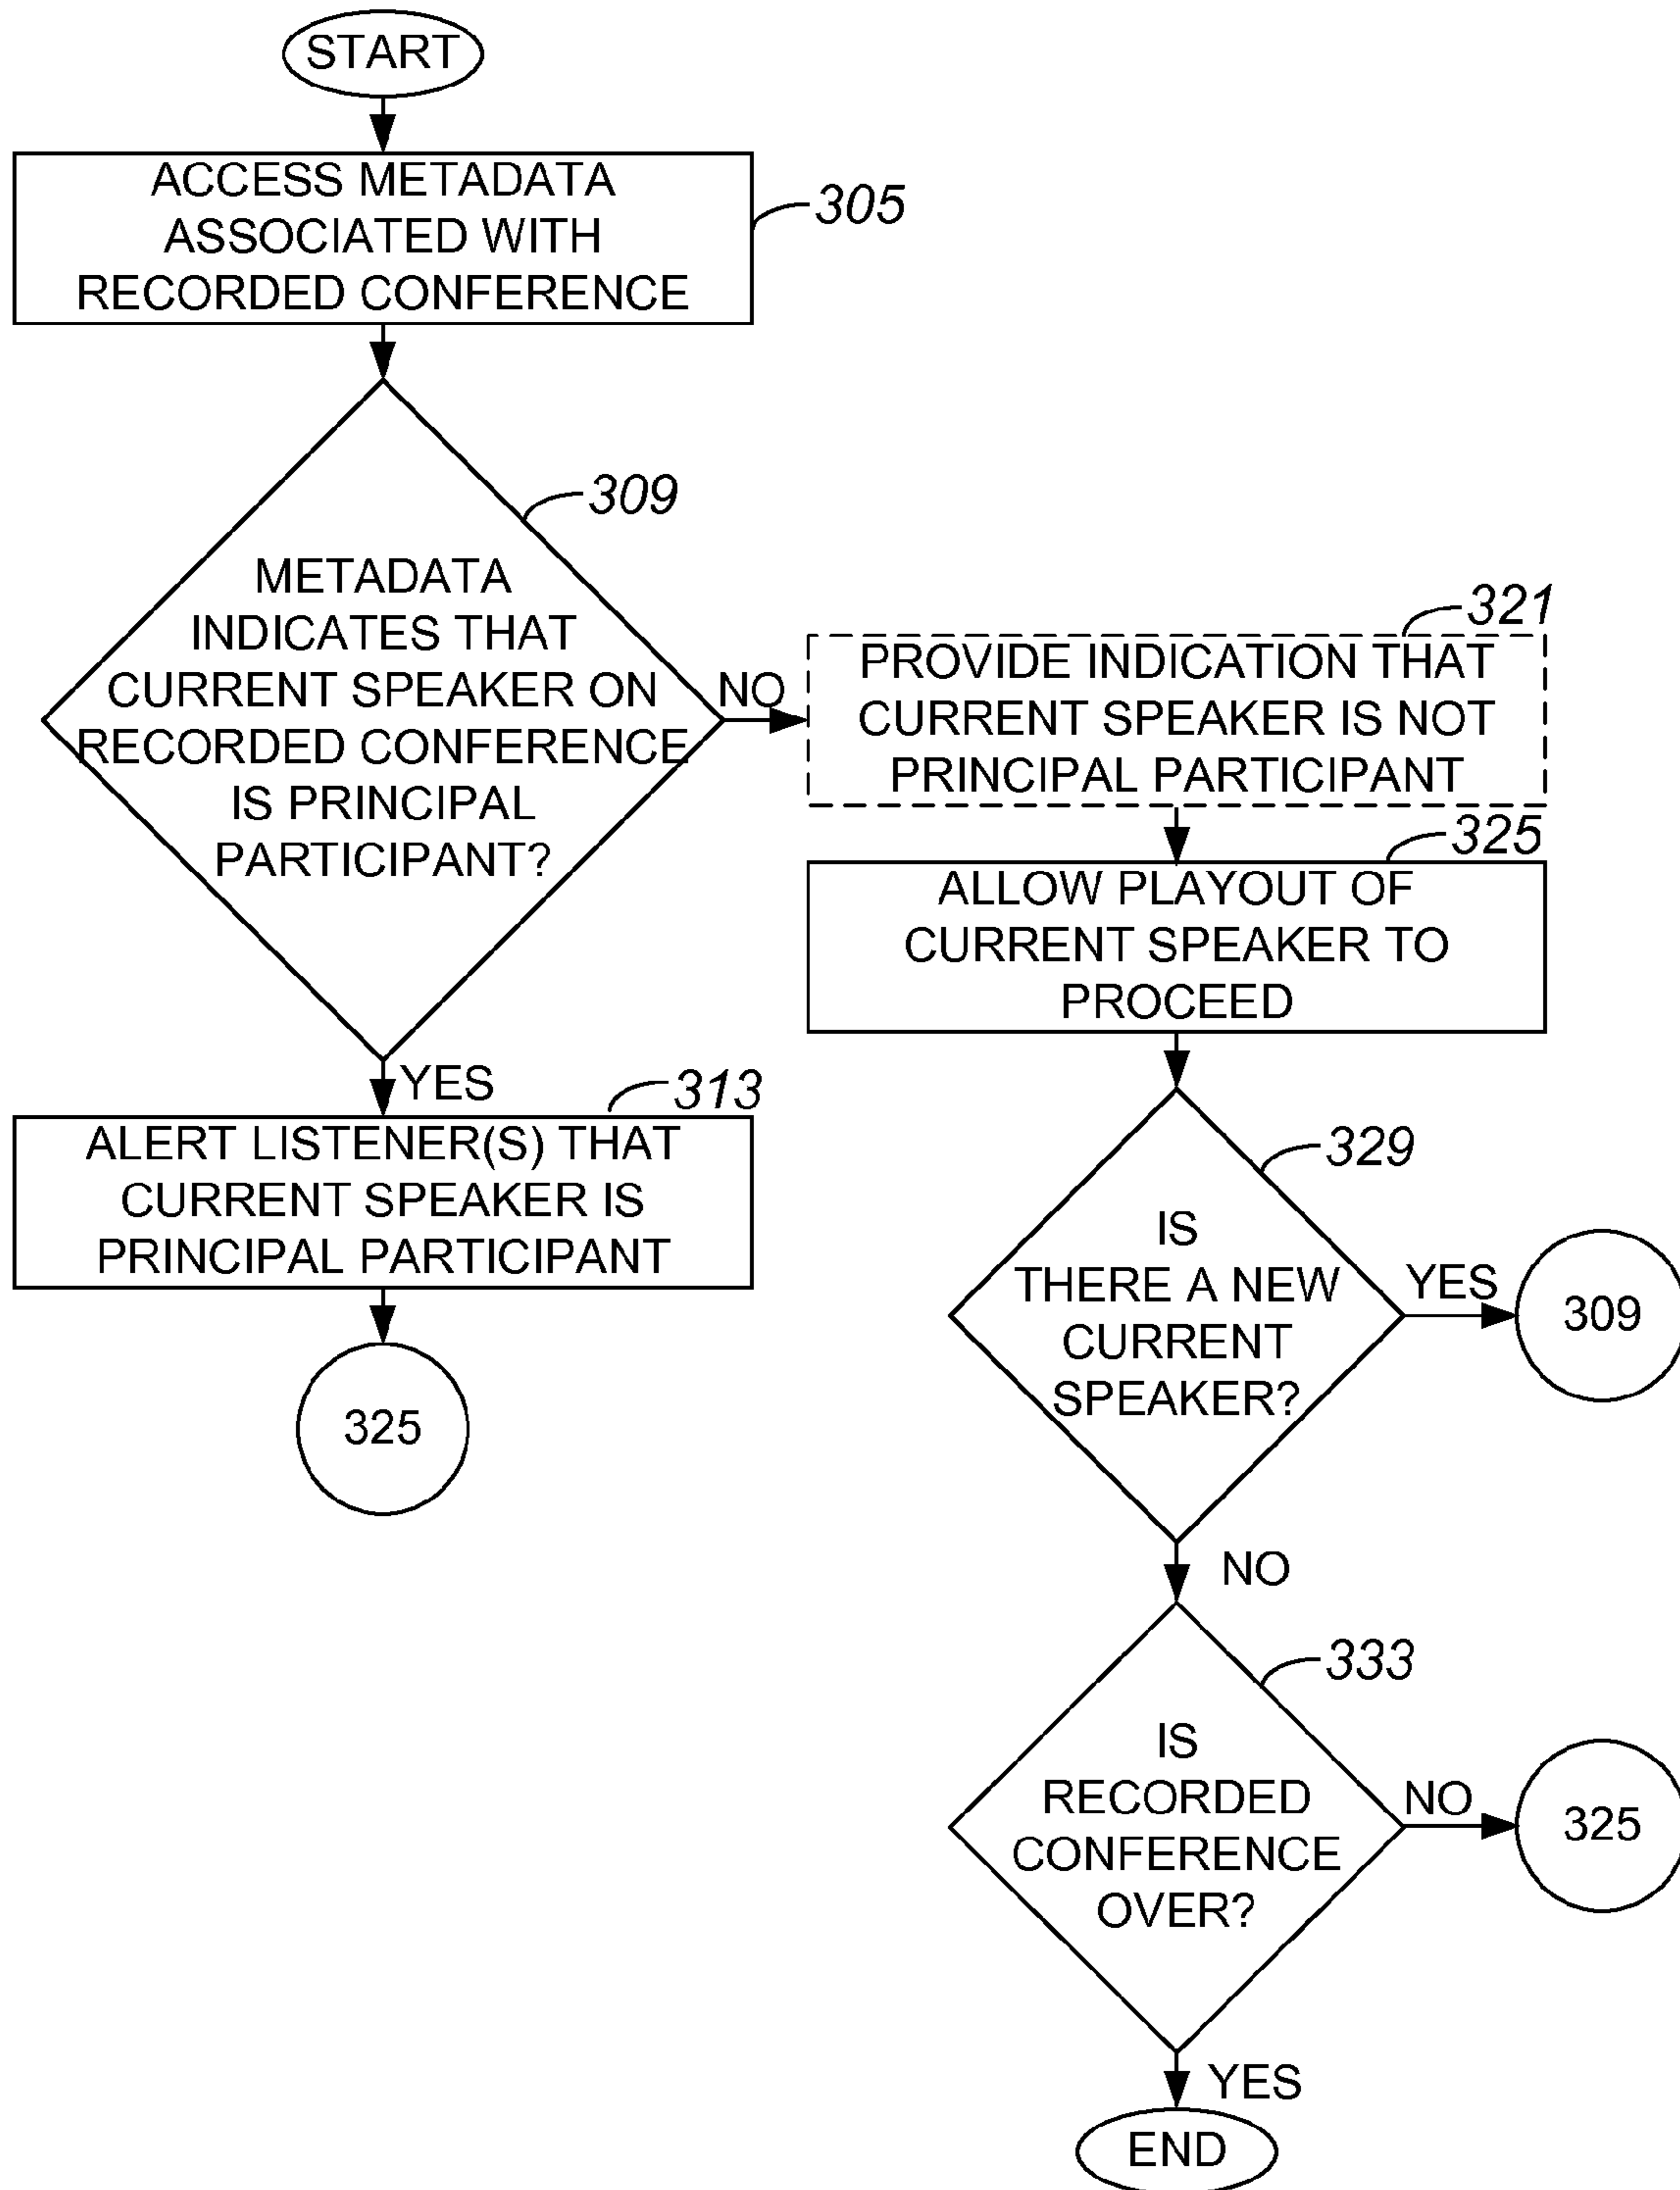 START
ACCESS METADATA
ASSOCIATED WITH
RECORDED CONFERENCE
305
309
METADATA
INDICATES THAT
CURRENT SPEAKER ON
RECORDED CONFERENCE
IS PRINCIPAL
PARTICIPANT?
NO
YES
313
ALERT LISTENER(S) THAT
CURRENT SPEAKER IS
PRINCIPAL PARTICIPANT
325
321
PROVIDE INDICATION THAT
CURRENT SPEAKER IS NOT
PRINCIPAL PARTICIPANT
325
ALLOW PLAYOUT OF
CURRENT SPEAKER TO
PROCEED
329
IS
THERE A NEW
CURRENT
SPEAKER?
YES
309
NO
333
IS
RECORDED
CONFERENCE
OVER?
NO
325
YES
END